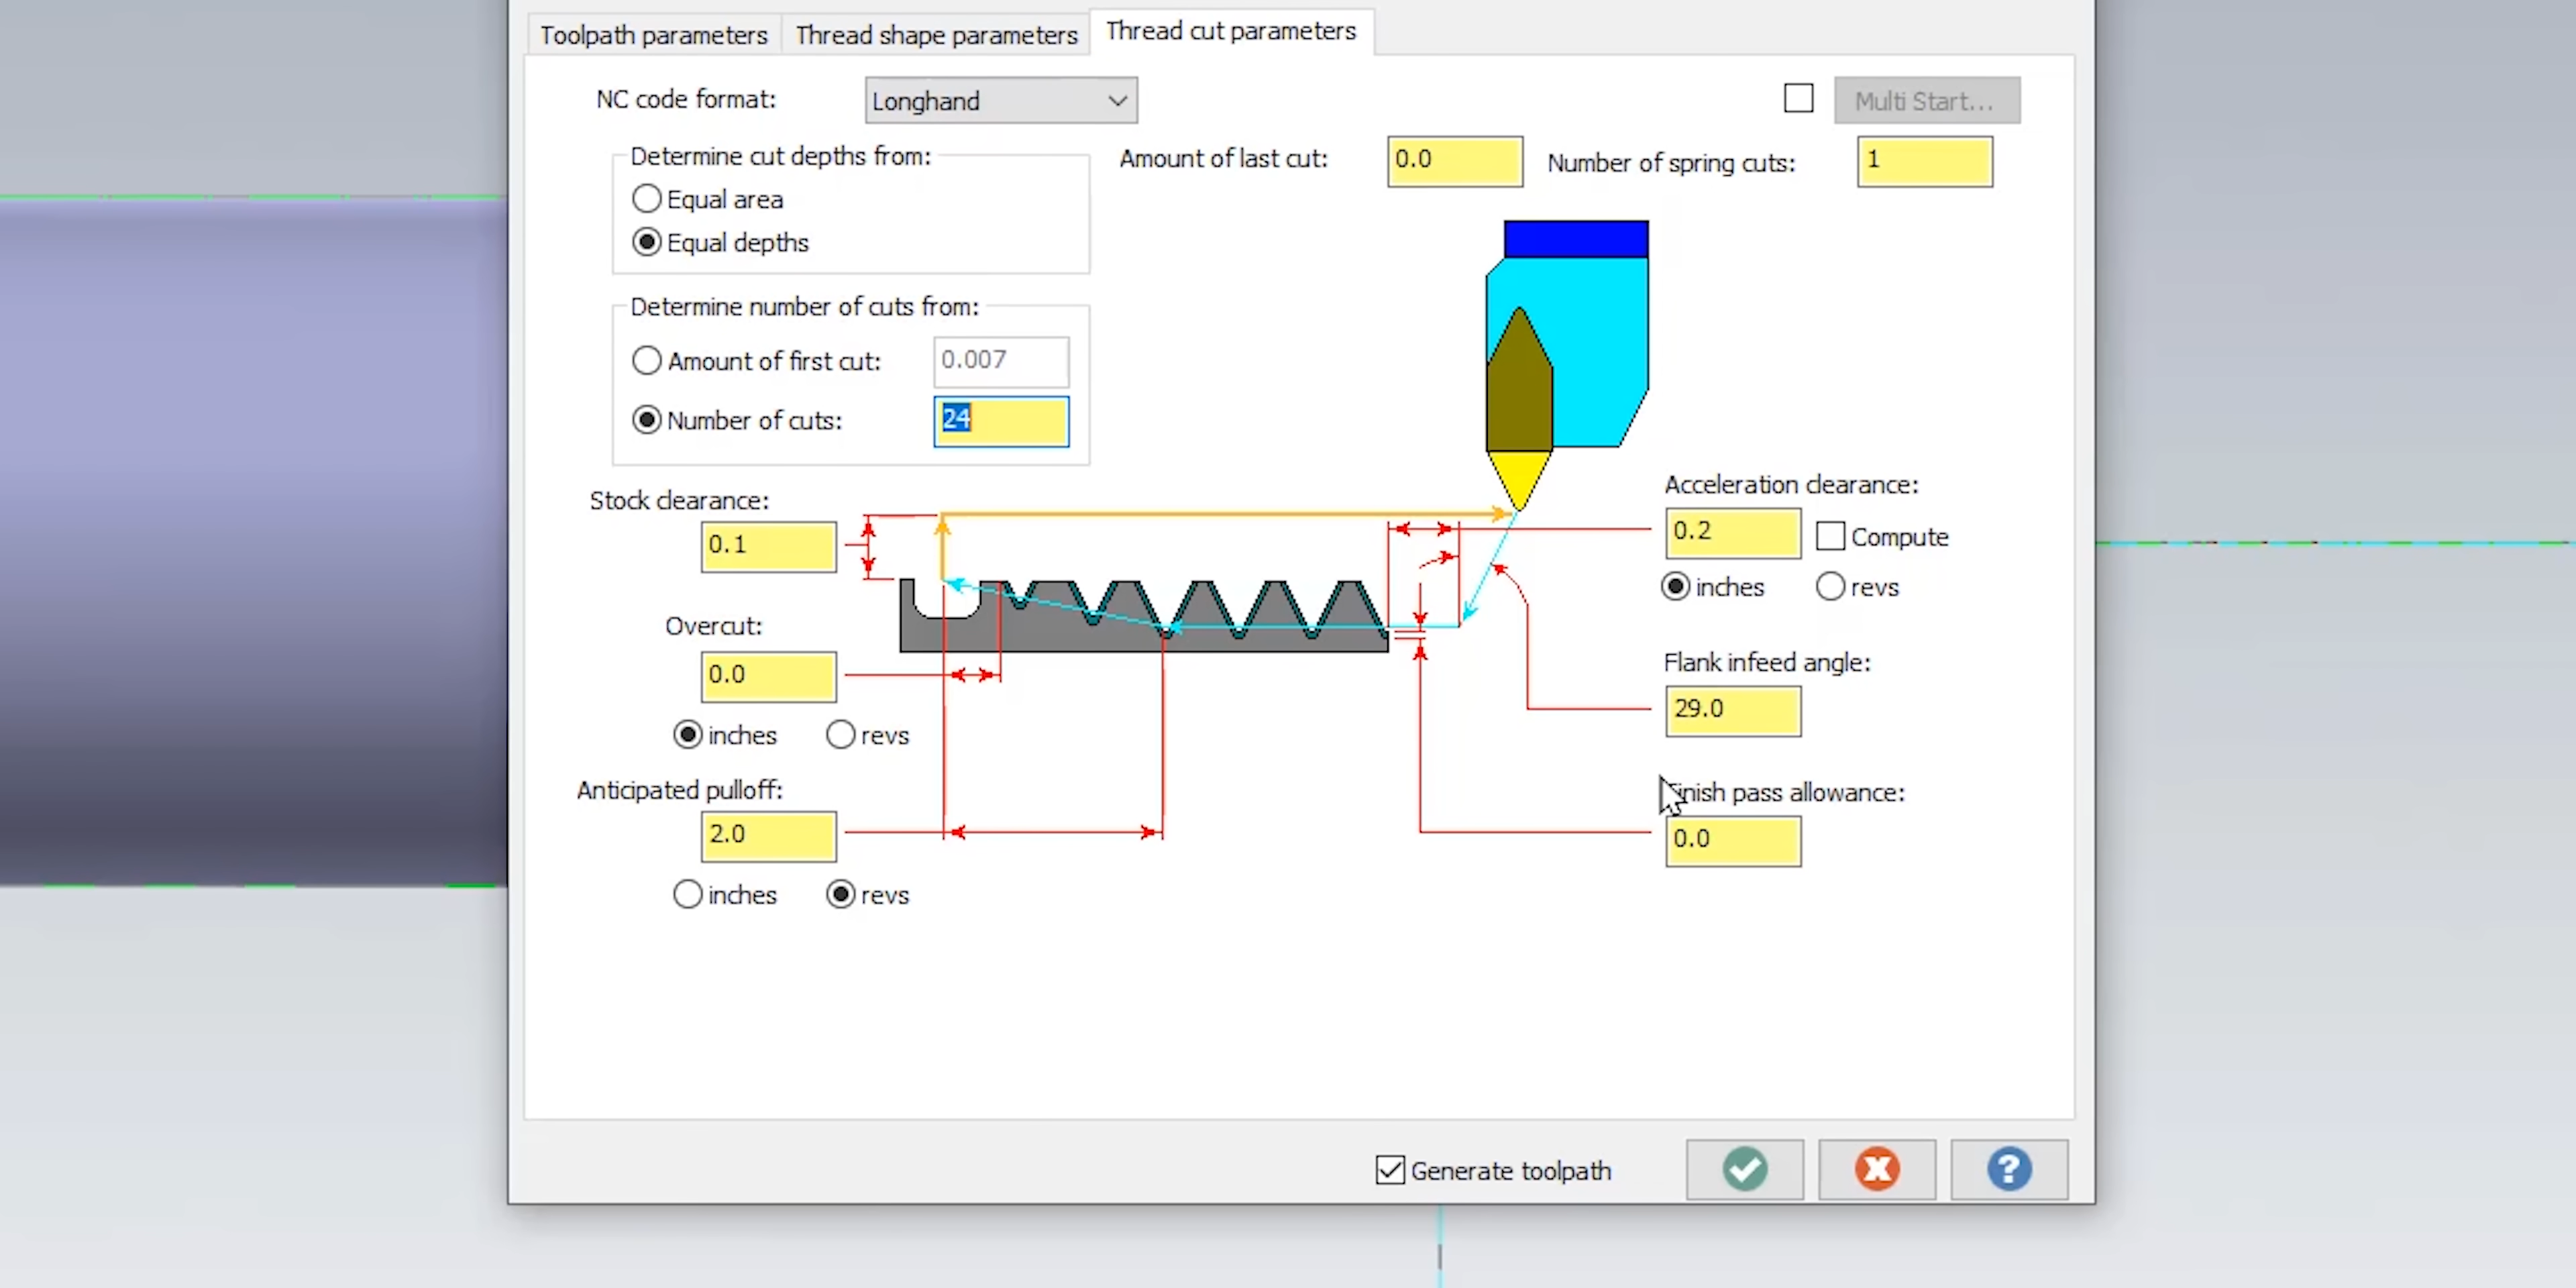 Toolpath parameters Thread shape parameters Thread cut parameters
NC code format: Longhand Multi Start...
Determine cut depths from: Amount of last cut: 0.0 Number of spring cuts: 1
Equal area
Equal depths
Determine number of cuts from:
Amount of first cut: 0.007
Number of cuts: 24
Stock clearance: Acceleration clearance:
0.1 0.2 Compute
inches revs
Overcut: Flank infeed angle:
0.0 29.0
inches revs
Anticipated pulloff: inish pass allowance:
2.0 0.0
inches revs
Generate toolpath